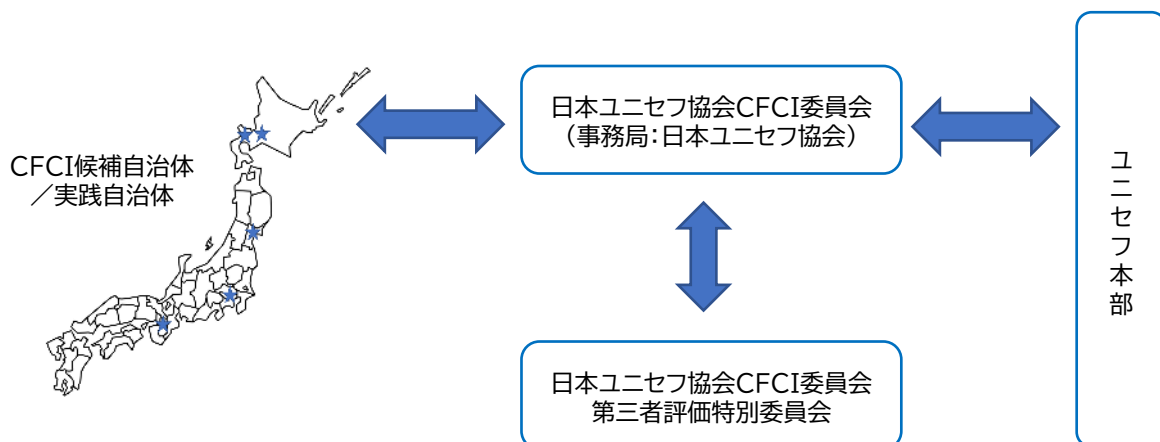 CFCI候補自治体
／実践自治体
日本ユニセフ協会CFCI委員会
（事務局：日本ユニセフ協会）
日本ユニセフ協会CFCI委員会
第三者評価特別委員会
ユニセフ本部